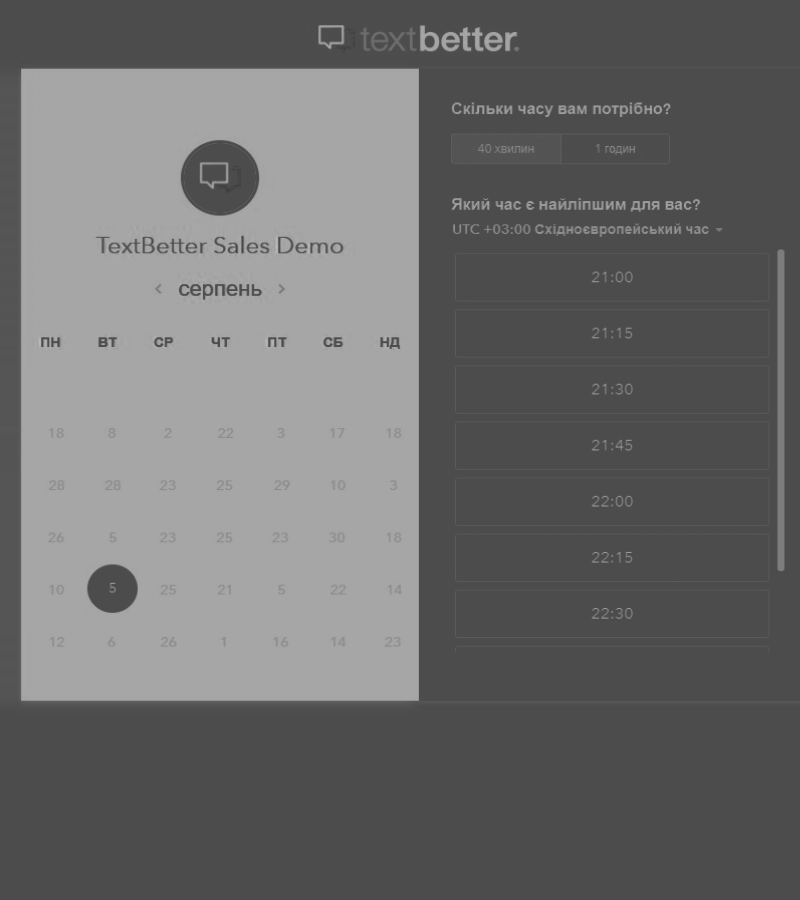 textbetter.
TextBetter Sales Demo
< серпень >
ПН ВТ СР ЧТ ПТ СБ НД
18 8 2 22 3 17 18
28 28 23 25 29 10 3
26 5 23 25 23 30 18
10 5 25 21 5 22 14
12 6 26 1 16 14 23
Скільки часу вам потрібно?
40 хвилин 1 годин
Який час є найліпшим для вас?
UTC +03:00 Східноєвропейський час
21:00
21:15
21:30
21:45
22:00
22:15
22:30